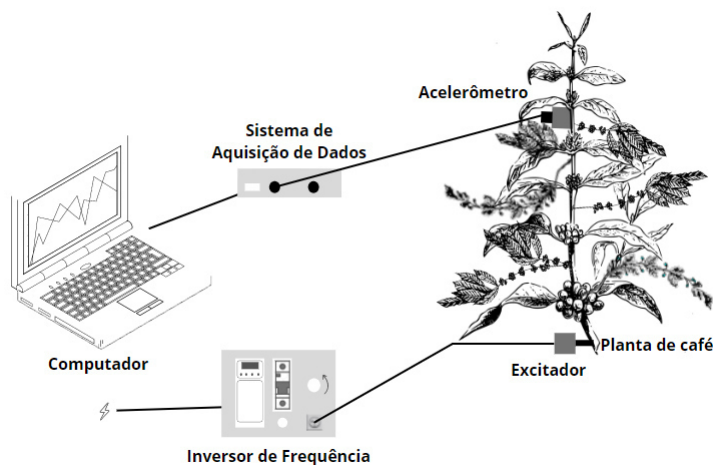 Acelerômetro
Sistema de
Aquisição de Dados
Computador
Planta de café
Excitador
Inversor de Frequência